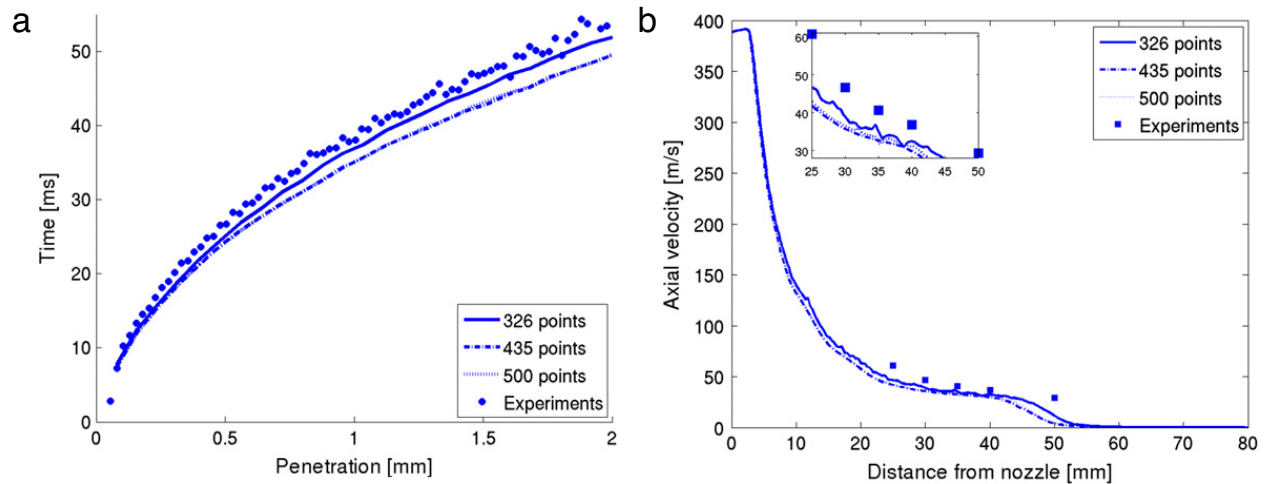 a
Time [ms]
50
40
30
20
10
0
0 0.5 1 1.5 2
Penetration [mm]
326 points
435 points
500 points
Experiments
b
Axial velocity [m/s]
400
350
300
250
200
150
100
50
0
0 10 20 30 40 50 60 70 80
Distance from nozzle [mm]
60
50
40
30
25 30 35 40 45 50
326 points
435 points
500 points
Experiments